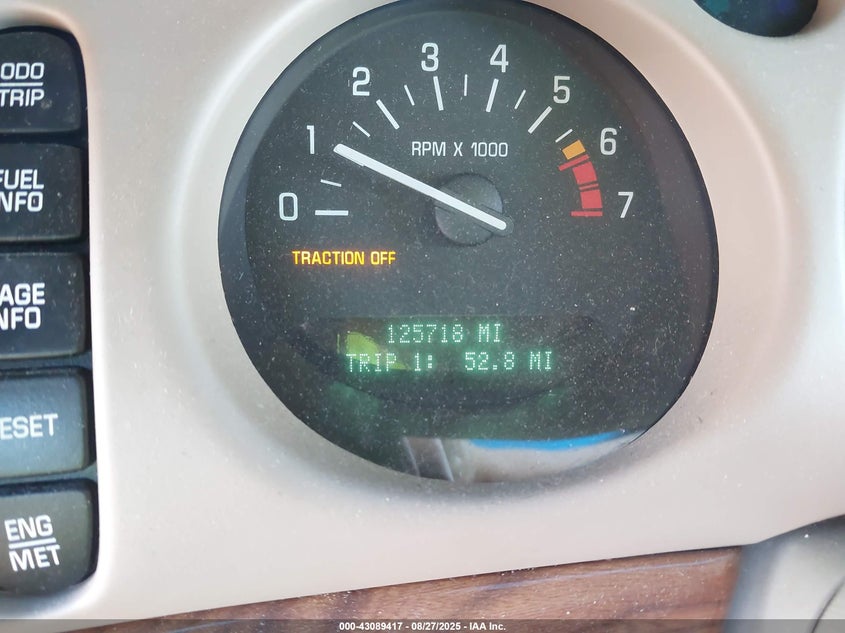 ODO
TRIP
FUEL
INFO
AGE
NFO
ESET
ENG
MET
0
1
2
3
4
5
6
7
RPM X 1000
TRACTION OFF
125718 MI
TRIP 1: 52.8 MI
000-43089417 - 08/27/2025 - IAA Inc.